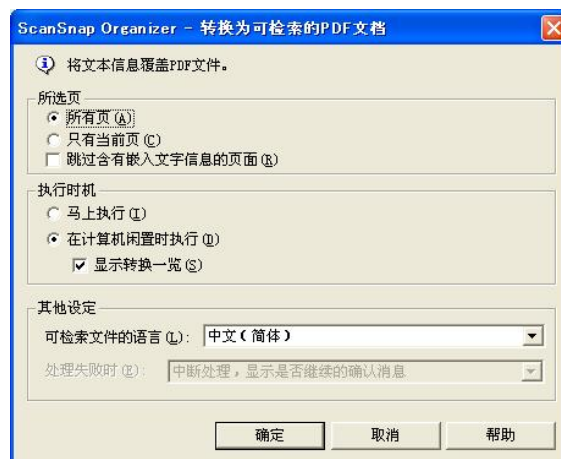 ScanSnap Organizer - 转换为可检索的PDF文档
将文本信息覆盖PDF文件。
所选页
所有页(A)
只有当前页(C)
跳过含有嵌入文字信息的页面(R)
执行时机
马上执行(I)
在计算机闲置时执行(D)
显示转换一览(S)
其他设定
可检索文件的语言(L): 中文(简体)
处理失败时(E): 中断处理，显示是否继续的确认消息
确定 取消 帮助